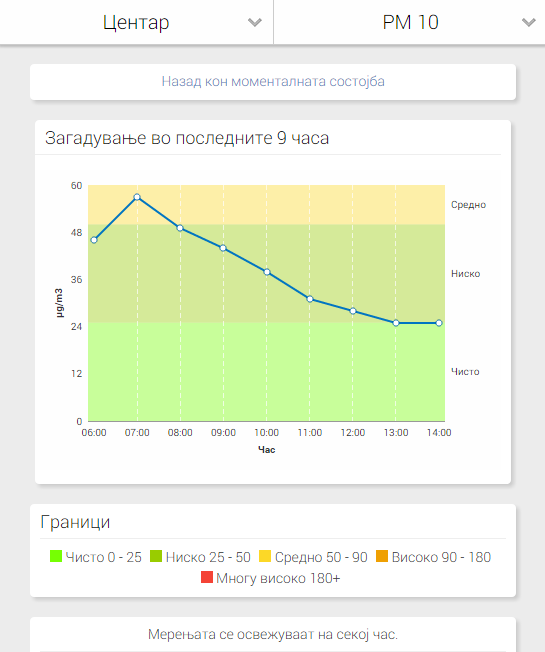 Центар PM 10
Назад кон моменталната состојба
Загадување во последните 9 часа
60
48
36
24
12
0
µg/m3
Средно
Ниско
Чисто
06:00 07:00 08:00 09:00 10:00 11:00 12:00 13:00 14:00
Час
Граници
Чисто 0 - 25 Ниско 25 - 50 Средно 50 - 90 Високо 90 - 180
Многу високо 180+
Мерењата се освежуваат на секој час.